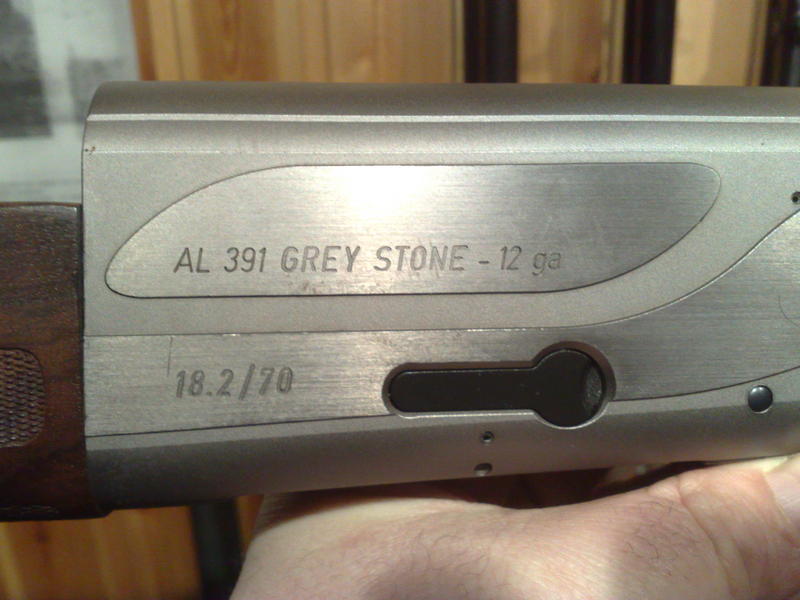 AL 391 GREY STONE - 12 ga
18.2/70